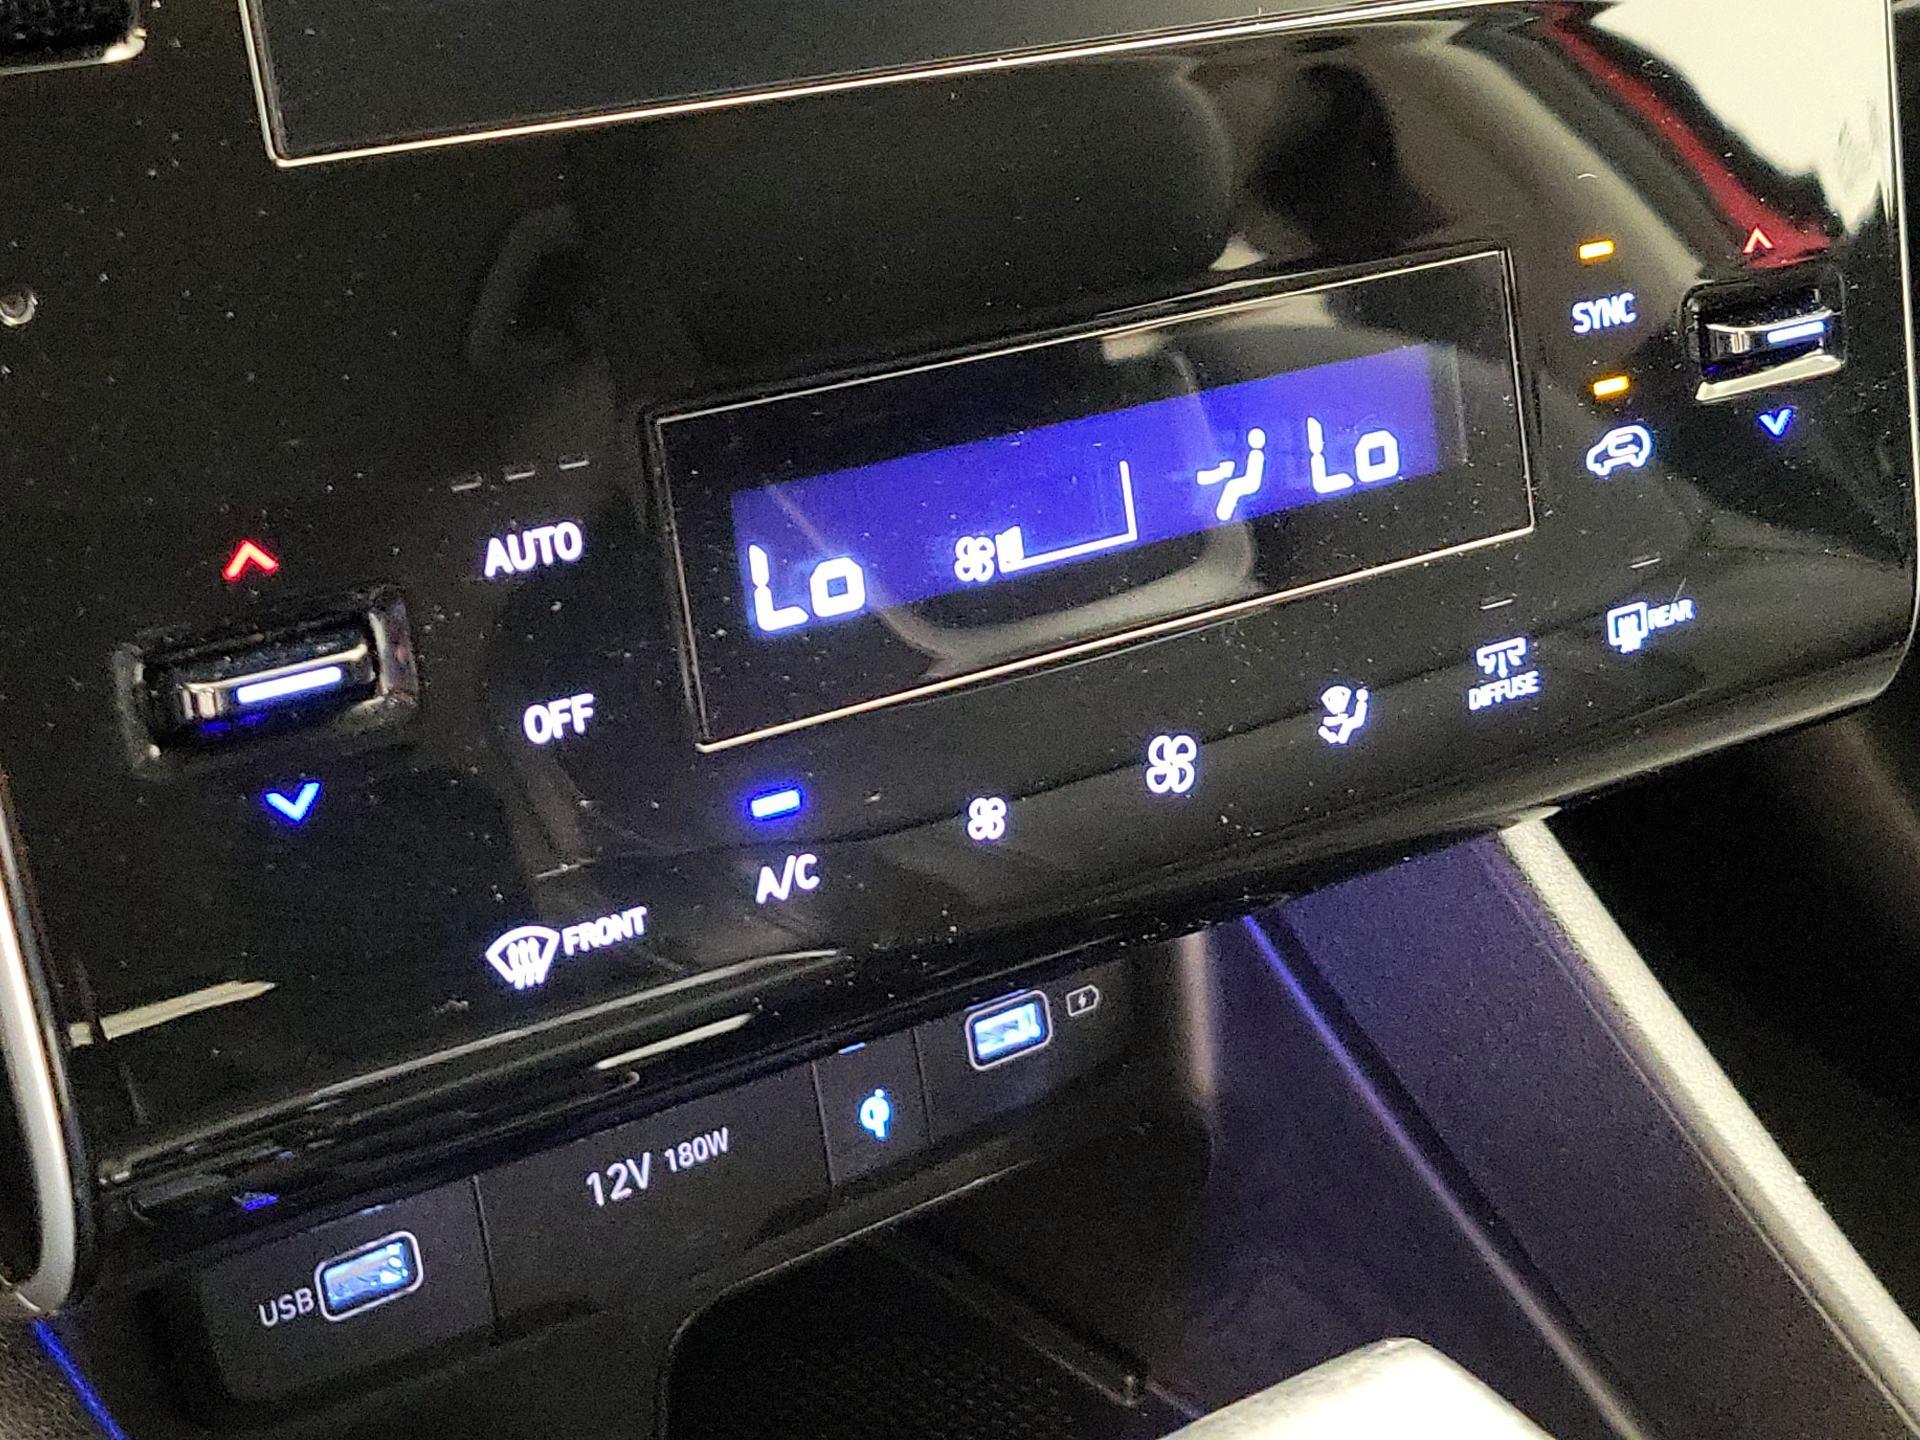 SYNC
AUTO
Lo
Lo
OFF
REAR
DIFFUSE
A/C
FRONT
12V 180W
USB